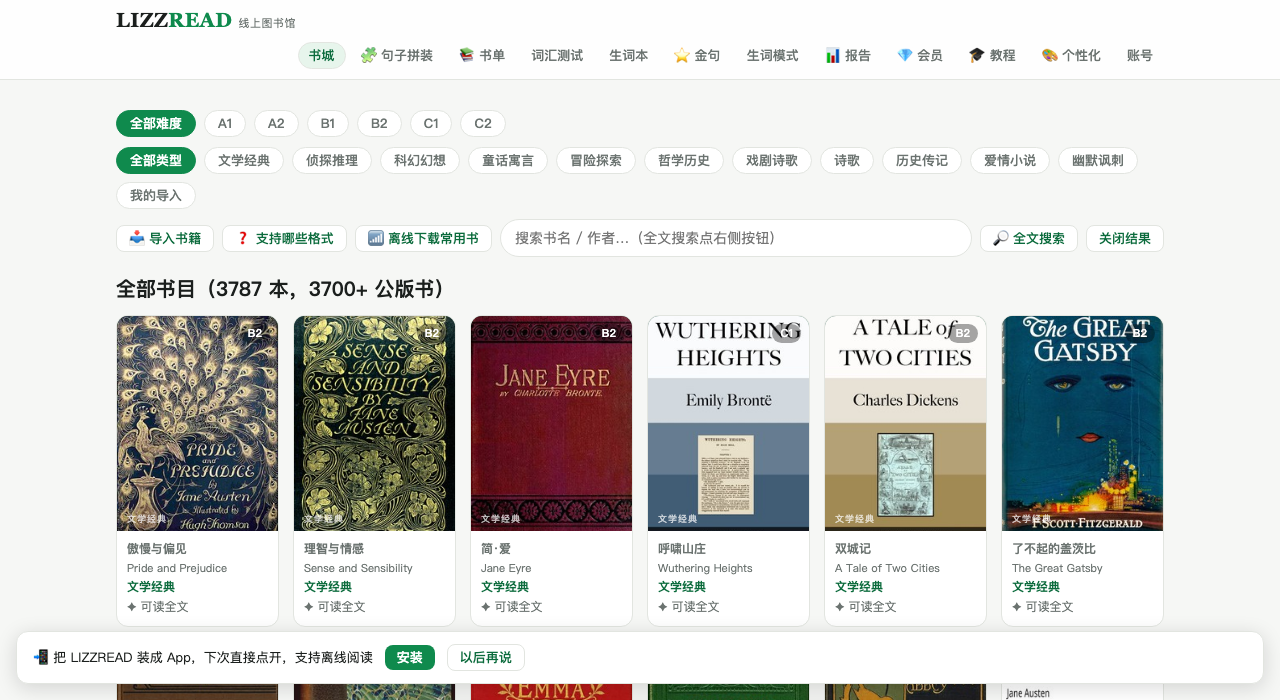 LIZZREAD 线上图书馆
书城 句子拼装 书单 词汇测试 生词本 金句 生词模式 报告 会员 教程 个性化 账号
全部难度 A1 A2 B1 B2 C1 C2
全部类型 文学经典 侦探推理 科幻幻想 童话寓言 冒险探索 哲学历史 戏剧诗歌 诗歌 历史传记 爱情小说 幽默讽刺
我的导入
导入书籍 支持哪些格式 离线下载常用书 搜索书名 / 作者…（全文搜索点右侧按钮） 全文搜索 关闭结果
全部书目（3787 本，3700+ 公版书）
B2
PRIDE
and
PREJUDICE
by
Jane Austen
Illustrated by
Hugh Thomson
文学经典
B2
SENSE
AND
SENSIBILITY
BY
JANE
AUSTEN
文学经典
B2
JANE EYRE
BY CHARLOTTE BRONTE
文学经典
WUTHERING
C1
HEIGHTS
Emily Brontë
WUTHERING HEIGHTS
文学经典
A TALE of
B2
TWO CITIES
Charles Dickens
文学经典
The GREAT
B2
GATSBY
文学经典
F SCOTT-FITZGERALD
傲慢与偏见
Pride and Prejudice
文学经典
✦ 可读全文
理智与情感
Sense and Sensibility
文学经典
✦ 可读全文
简·爱
Jane Eyre
文学经典
✦ 可读全文
呼啸山庄
Wuthering Heights
文学经典
✦ 可读全文
双城记
A Tale of Two Cities
文学经典
✦ 可读全文
了不起的盖茨比
The Great Gatsby
文学经典
✦ 可读全文
把 LIZZREAD 装成 App，下次直接点开，支持离线阅读 安装 以后再说
EMMA
Jane Austen